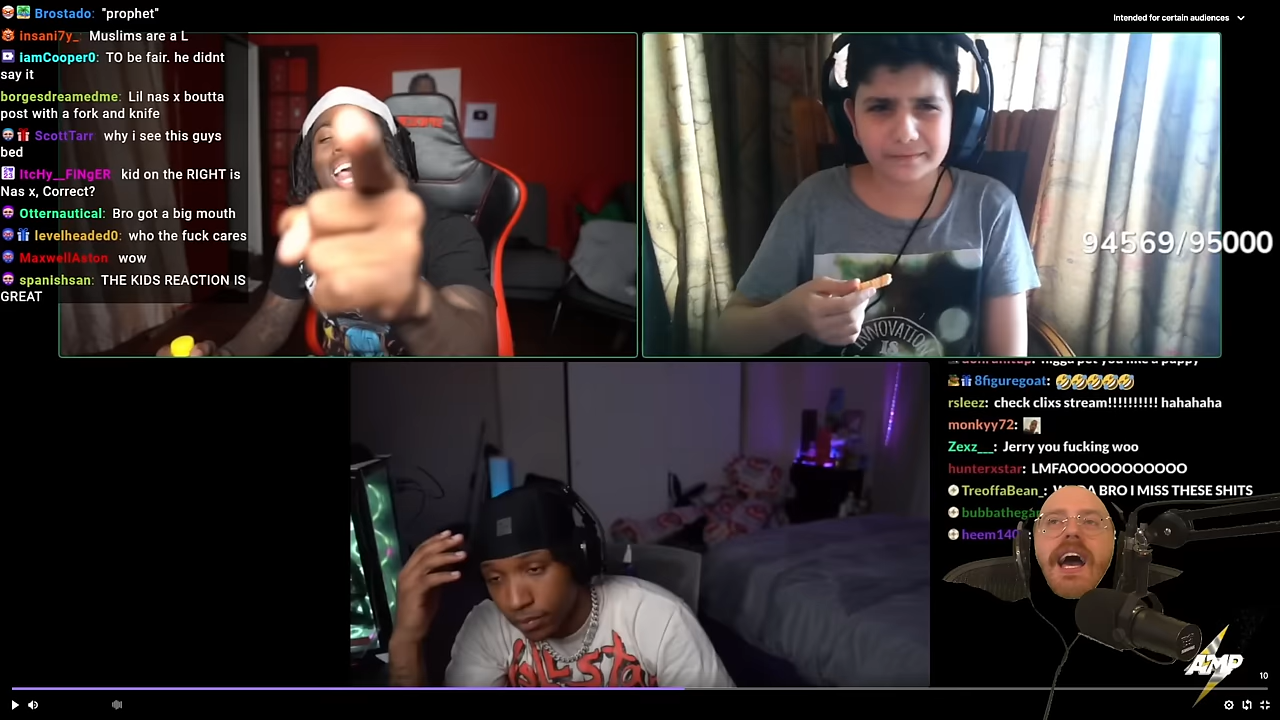 Brostado: "prophet"
insani7y_: Muslims are a L
IamCooper0: TO be fair. he didnt
say it
borgesdreamedme: Lil nas x boutta
post with a fork and knife
ScottTarr: why i see this guys
bed
ItcHy__FiNgER kid on the RIGHT is
Nas x, Correct?
Otternautical: Bro got a big mouth
levelheaded0: who the fuck cares
MaxwellAston wow
spanishsan: THE KIDS REACTION IS
GREAT
Intended for certain audiences
94569/95000
INNOVATION
IS
8figuregoat:
rsleez: check clixs stream!!!!!!!!!! hahahaha
monkyy72:
Zexz___: Jerry you fucking woo
hunterxstar: LMFAOOOOOOOOOOO
TreoffaBean_: BRO I MISS THESE SHITS
bubbathegar
heem140
AMP
10